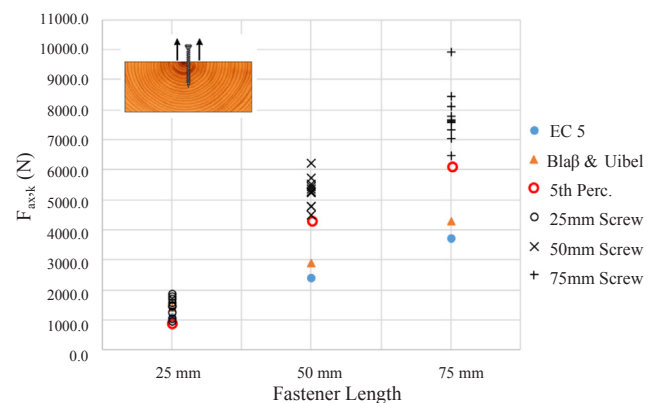 11000.0
10000.0
9000.0
8000.0
7000.0
6000.0
5000.0
4000.0
3000.0
2000.0
1000.0
0.0
Fax,k (N)
25 mm
50 mm
75 mm
Fastener Length
EC 5
Blaβ & Uibel
5th Perc.
25mm Screw
50mm Screw
75mm Screw